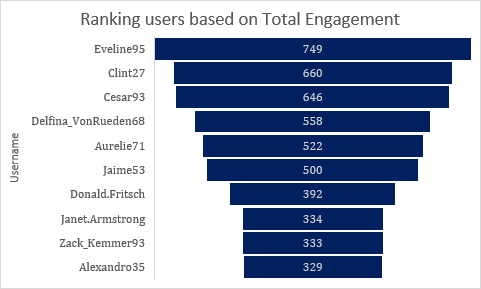 Ranking users based on Total Engagement
Username
Eveline95 749
Clint27 660
Cesar93 646
Delfina_VonRueden68 558
Aurelie71 522
Jaime53 500
Donald.Fritsch 392
Janet.Armstrong 334
Zack_Kemmer93 333
Alexandro35 329